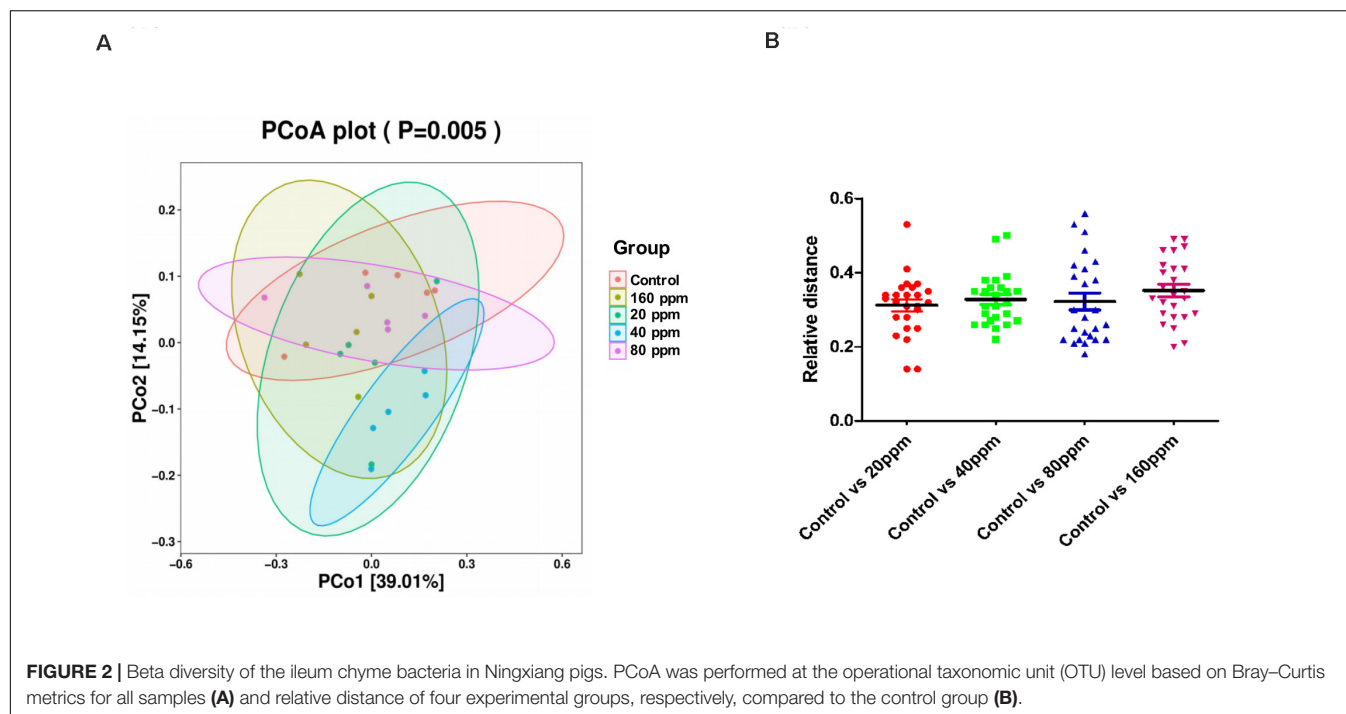 A
B
PCoA plot ( P=0.005 )
0.2
0.1
0.0
−0.1
−0.2
−0.3
PCo2 [14.15%]
−0.6
−0.3
0.0
0.3
0.6
PCo1 [39.01%]
Group
Control
160 ppm
20 ppm
40 ppm
80 ppm
Relative distance
0.6
0.4
0.2
0.0
Control vs 20ppm
Control vs 40ppm
Control vs 80ppm
Control vs 160ppm
FIGURE 2 | Beta diversity of the ileum chyme bacteria in Ningxiang pigs. PCoA was performed at the operational taxonomic unit (OTU) level based on Bray–Curtis
metrics for all samples (A) and relative distance of four experimental groups, respectively, compared to the control group (B).